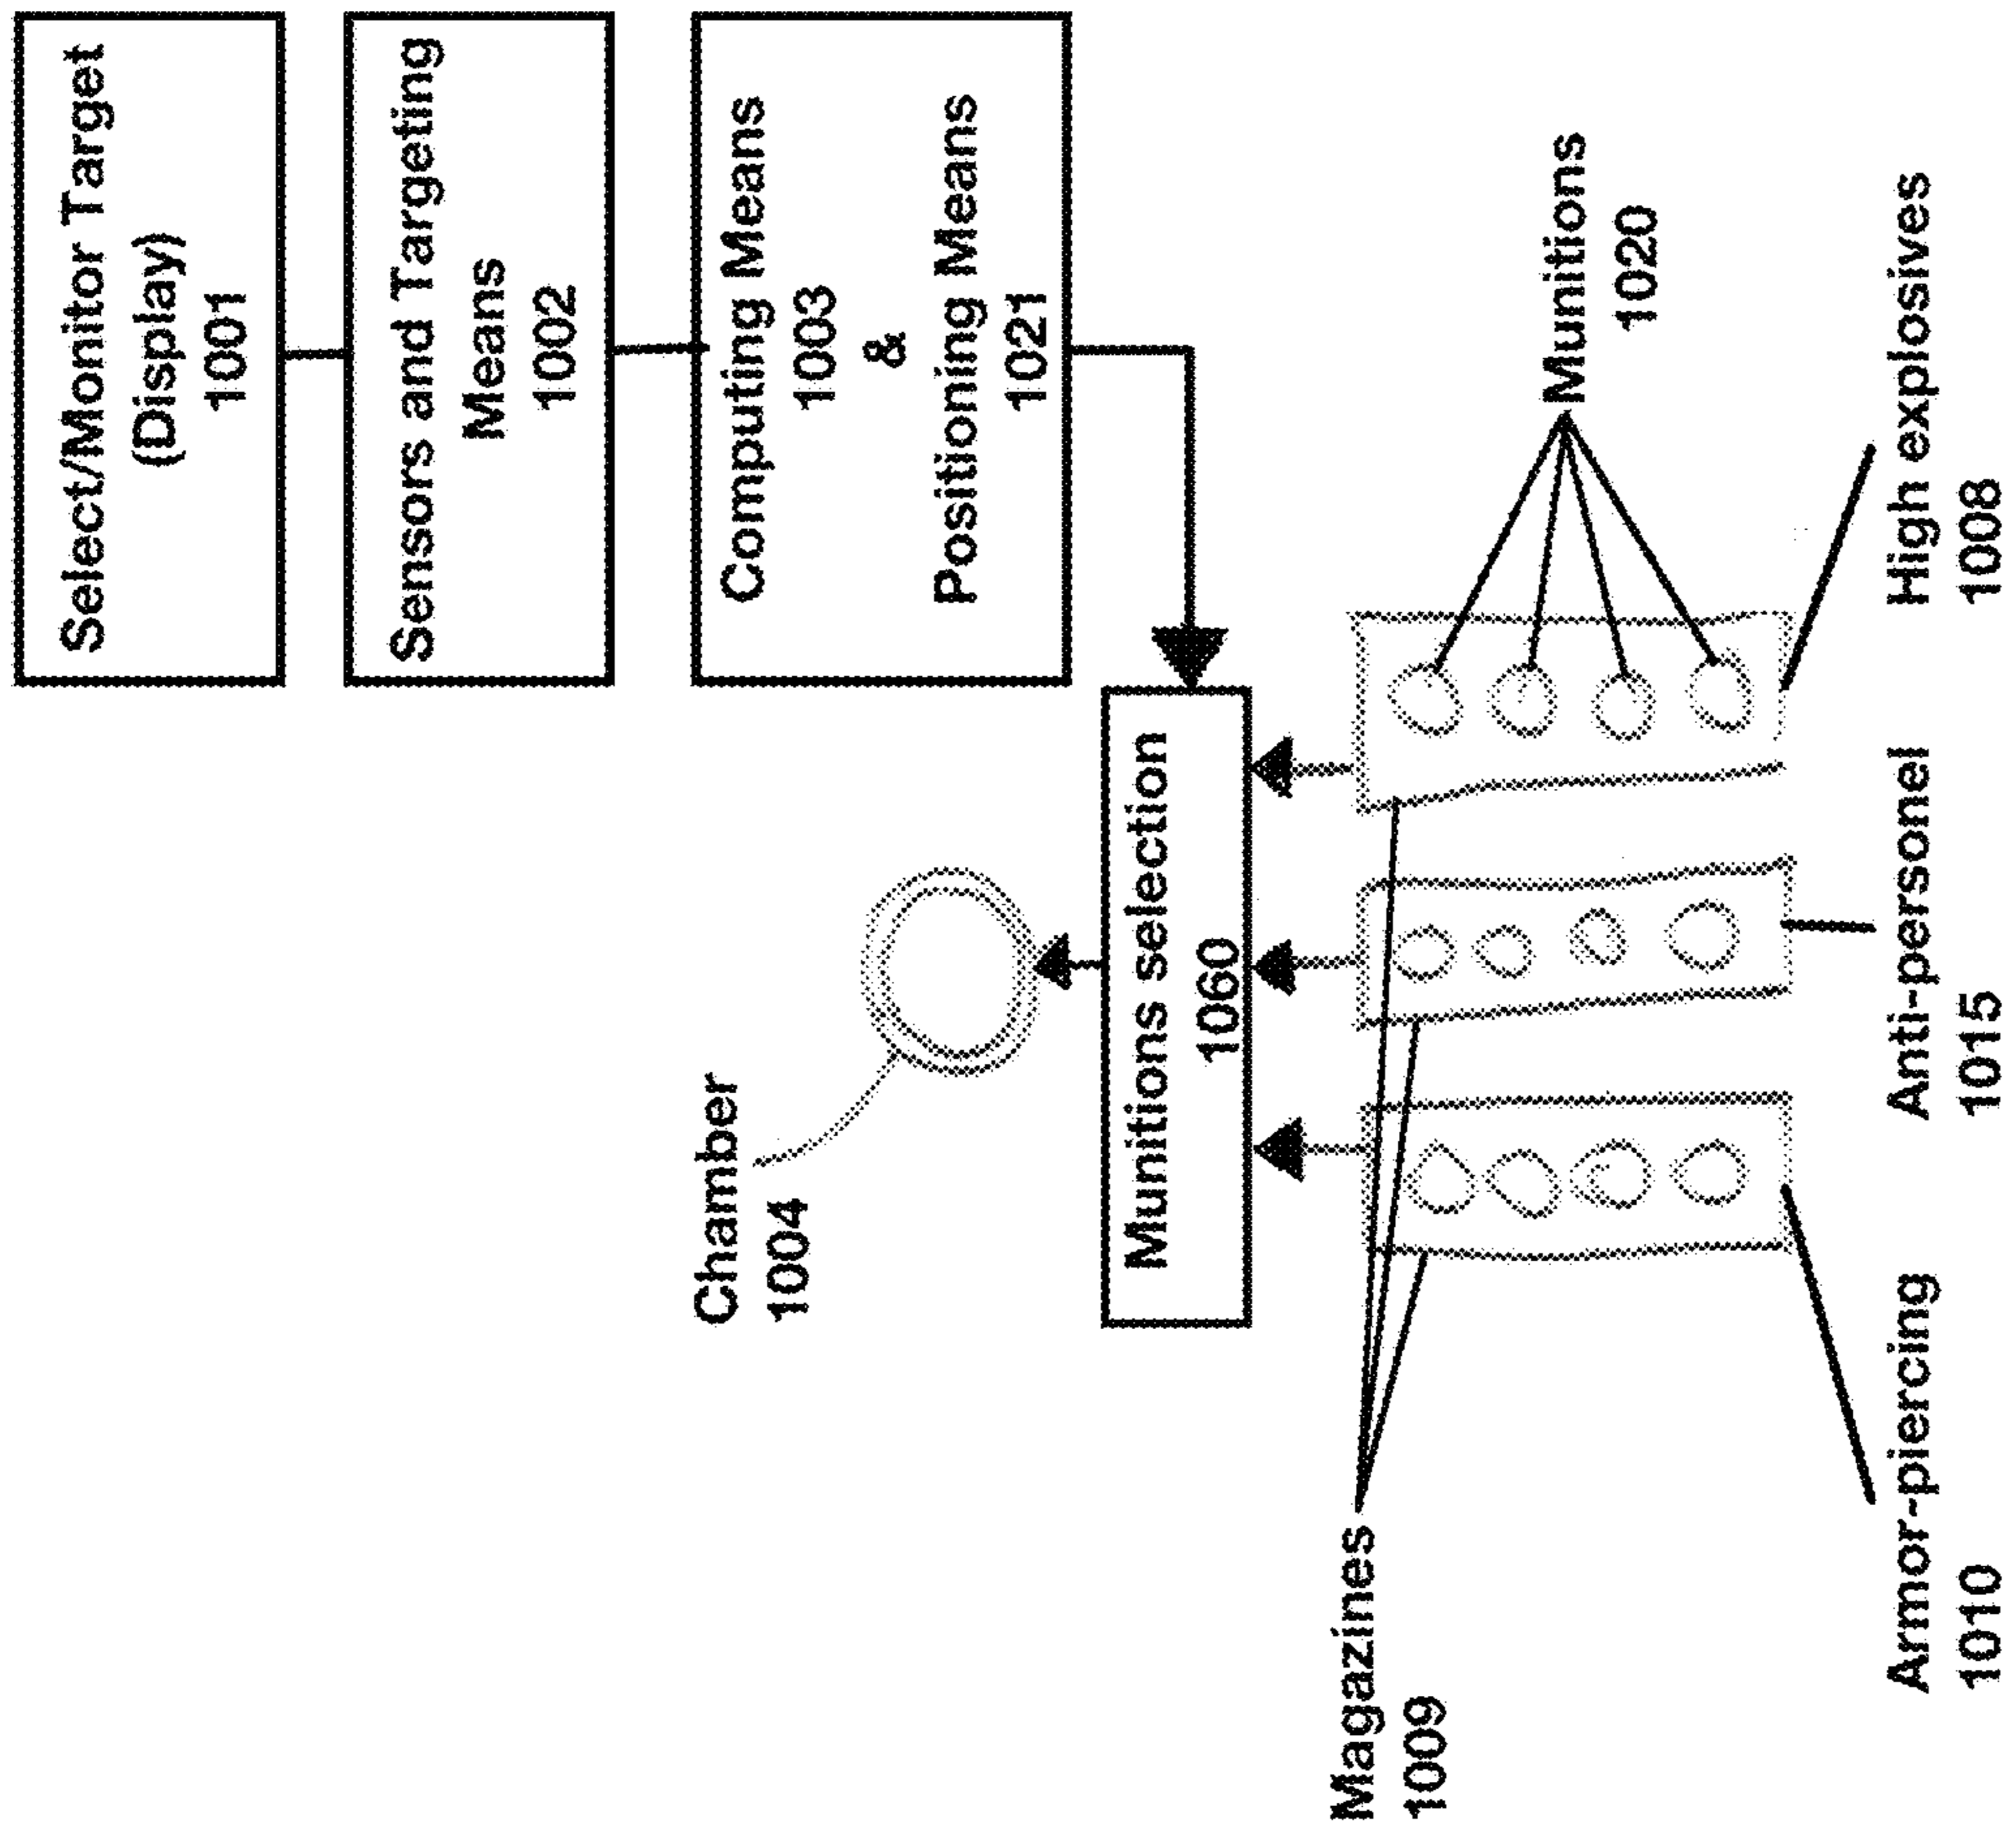 Select/Monitor Target
(Display)
1001
Sensors and Targeting
Means
1002
Computing Means
1003
&
Positioning Means
1021
Chamber
1004
Munitions selection
1060
Magazines
1009
Munitions
1020
Armor-piercing
1010
Anti-personel
1015
High explosives
1008